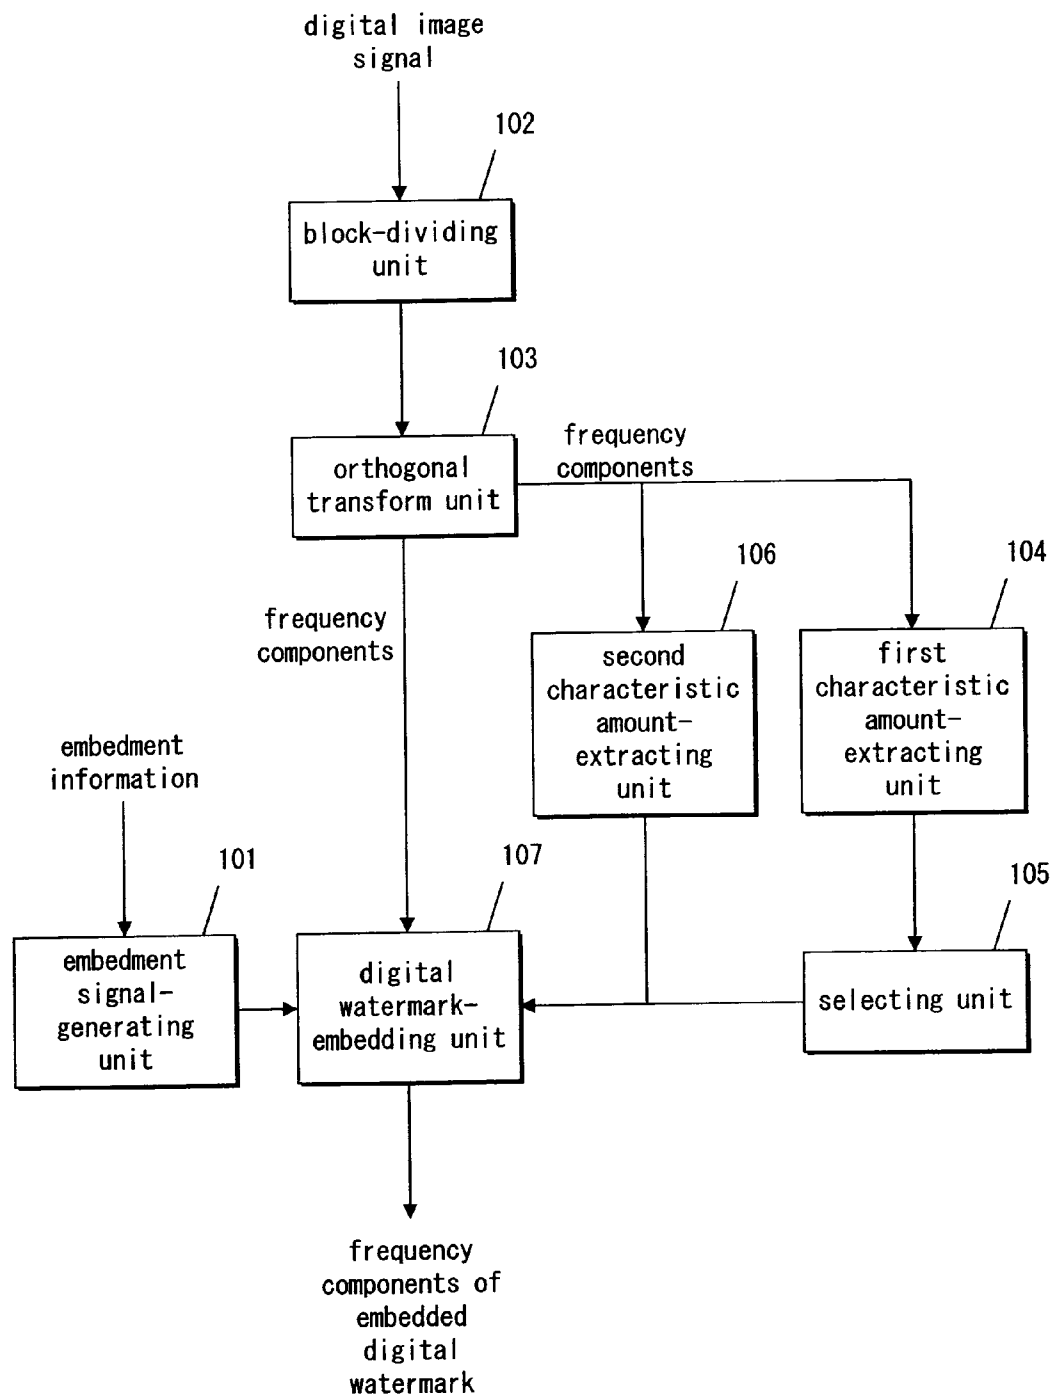 digital image
signal
102
block-dividing
unit
103
orthogonal
transform unit
frequency
components
106
104
frequency
components
second
characteristic
amount-
extracting
unit
first
characteristic
amount-
extracting
unit
embedment
information
101
107
105
embedment
signal-
generating
unit
digital
watermark-
embedding unit
selecting unit
frequency
components of
embedded
digital
watermark